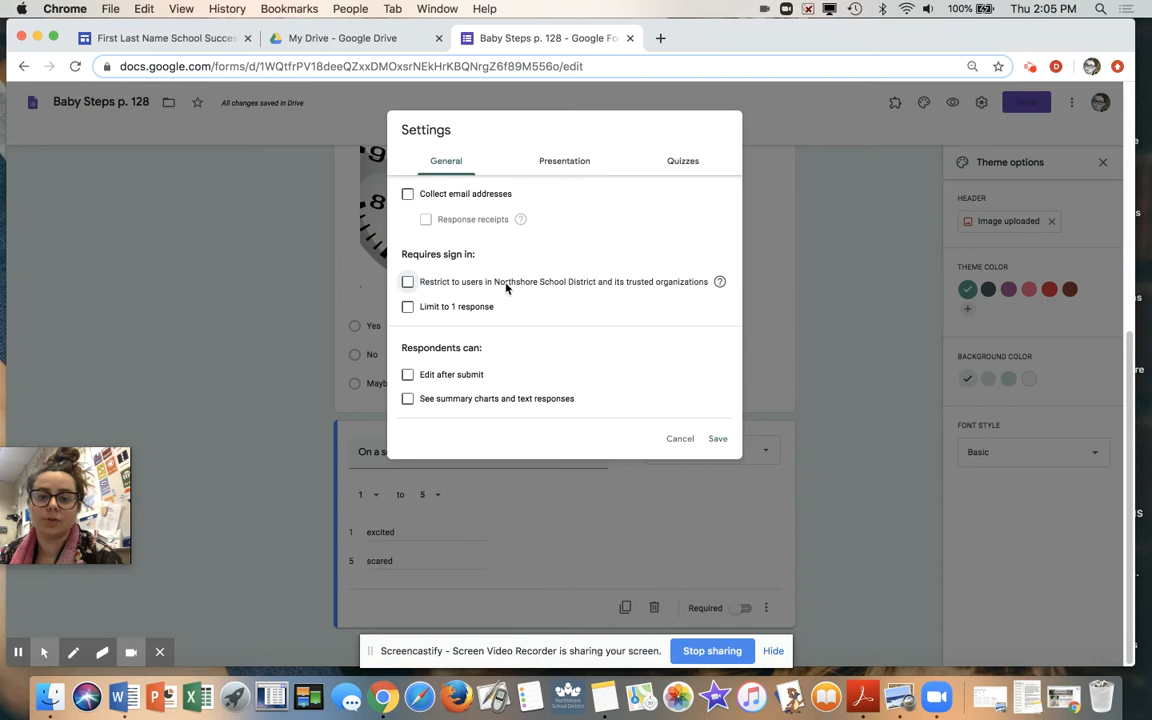 Chrome File Edit View History Bookmarks People Tab Window Help 100% Thu 2:05 PM
First Last Name School Succes
My Drive - Google Drive
Baby Steps p. 128 - Google Fo
docs.google.com/forms/d/1WQtfrPV18deeQZxxDMOxsrNEkHrKBQNrgZ6f89M556o/edit
Baby Steps p. 128
All changes saved in Drive
Send
Settings
General Presentation Quizzes
Collect email addresses
Response receipts
Requires sign in:
Restrict to users in Northshore School District and its trusted organizations
Limit to 1 response
Respondents can:
Edit after submit
See summary charts and text responses
Cancel Save
Theme options
HEADER
Image uploaded
THEME COLOR
BACKGROUND COLOR
FONT STYLE
Basic
Yes
No
Mayb
On a s
1 to 5
1 excited
5 scared
Required
Screencastify - Screen Video Recorder is sharing your screen. Stop sharing Hide